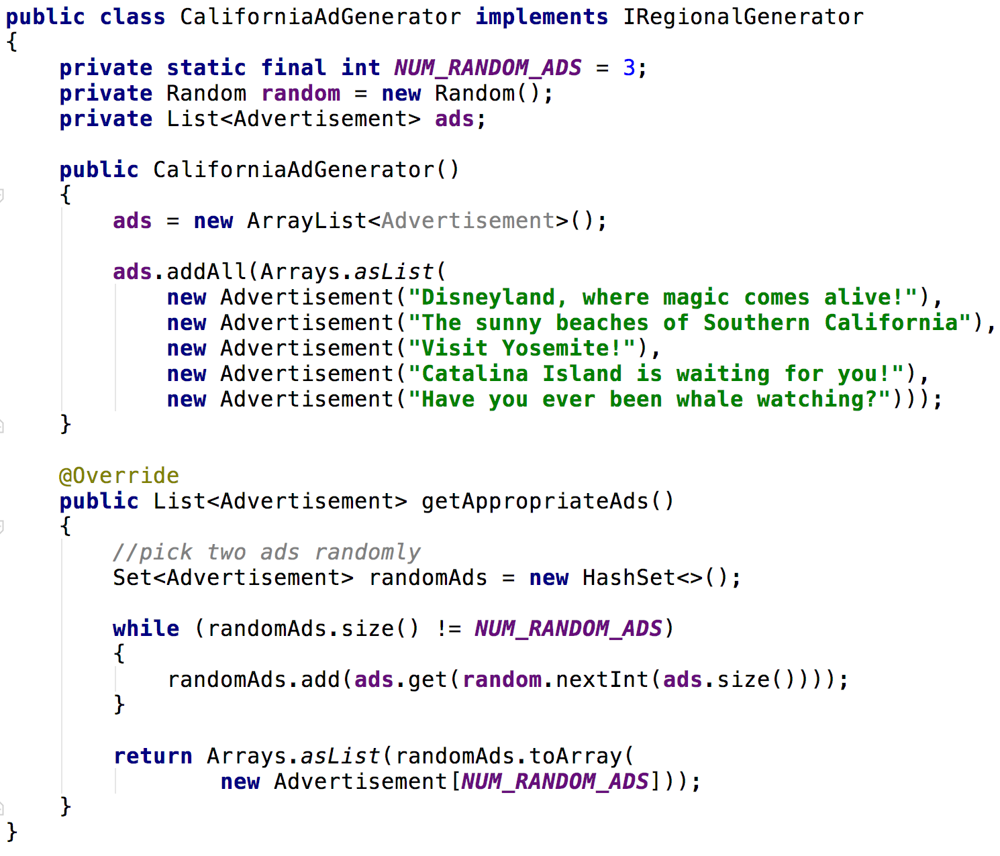 public class CaliforniaAdGenerator implements IRegionalGenerator
{
    private static final int NUM_RANDOM_ADS = 3;
    private Random random = new Random();
    private List<Advertisement> ads;

    public CaliforniaAdGenerator()
    {
        ads = new ArrayList<Advertisement>();

        ads.addAll(Arrays.asList(
            new Advertisement("Disneyland, where magic comes alive!"),
            new Advertisement("The sunny beaches of Southern California"),
            new Advertisement("Visit Yosemite!"),
            new Advertisement("Catalina Island is waiting for you!"),
            new Advertisement("Have you ever been whale watching?")));
    }

    @Override
    public List<Advertisement> getAppropriateAds()
    {
        //pick two ads randomly
        Set<Advertisement> randomAds = new HashSet<>();

        while (randomAds.size() != NUM_RANDOM_ADS)
        {
            randomAds.add(ads.get(random.nextInt(ads.size())));
        }

        return Arrays.asList(randomAds.toArray(
                new Advertisement[NUM_RANDOM_ADS]));
    }
}